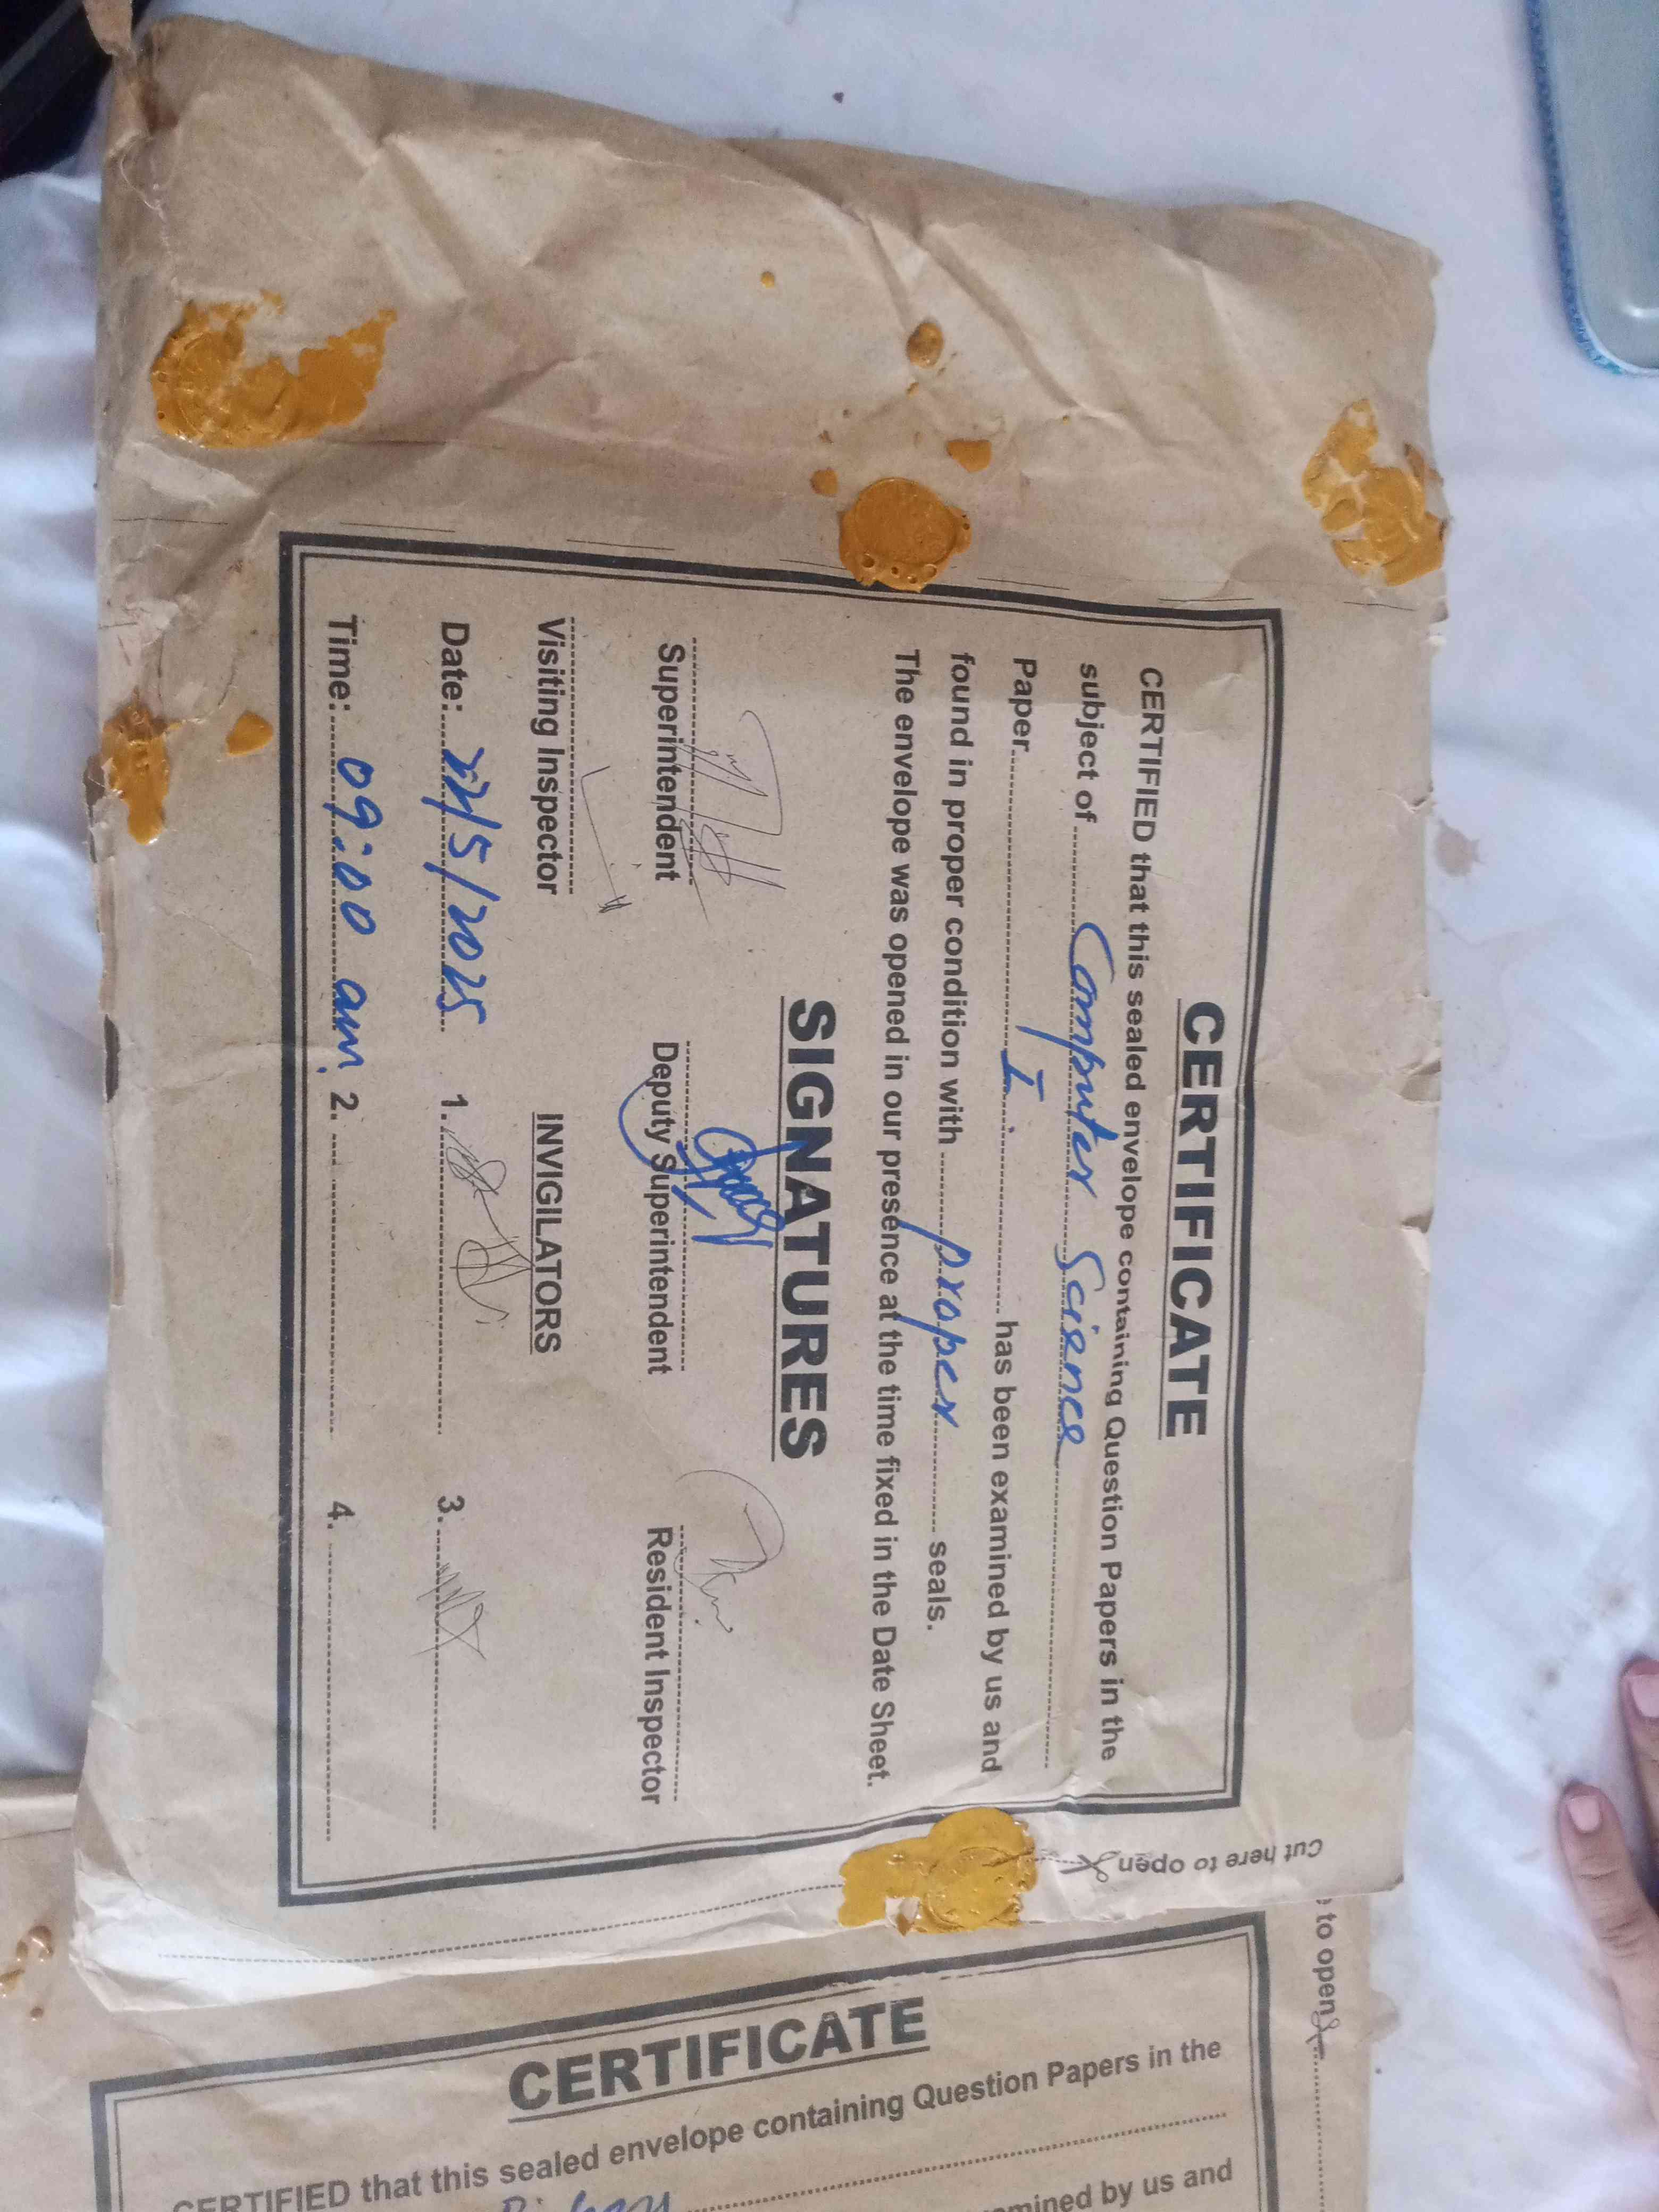 CERTIFICATE
CERTIFIED that this sealed envelope containing Question Papers in the
subject of Computer Science
Paper I has been examined by us and
found in proper condition with proper seals.
The envelope was opened in our presence at the time fixed in the Date Sheet.
SIGNATURES
Superintendent Deputy Superintendent Resident Inspector
Visiting Inspector INVIGILATORS
Date: 22/5/2025 1. 3.
Time: 09:00 am 2. 4.
Cut here to open
to open
CERTIFICATE
CERTIFIED that this sealed envelope containing Question Papers in the
mined by us and